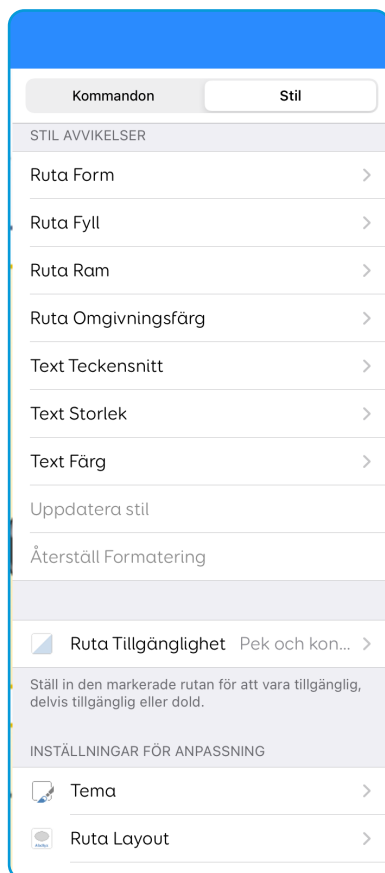 Kommandon
Stil
STIL AVVIKELSER
Ruta Form
Ruta Fyll
Ruta Ram
Ruta Omgivningsfärg
Text Teckensnitt
Text Storlek
Text Färg
Uppdatera stil
Återställ Formatering
Ruta Tillgänglighet Pek och kon...
Ställ in den markerade rutan för att vara tillgänglig,
delvis tillgänglig eller dold.
INSTÄLLNINGAR FÖR ANPASSNING
Tema
Ruta Layout